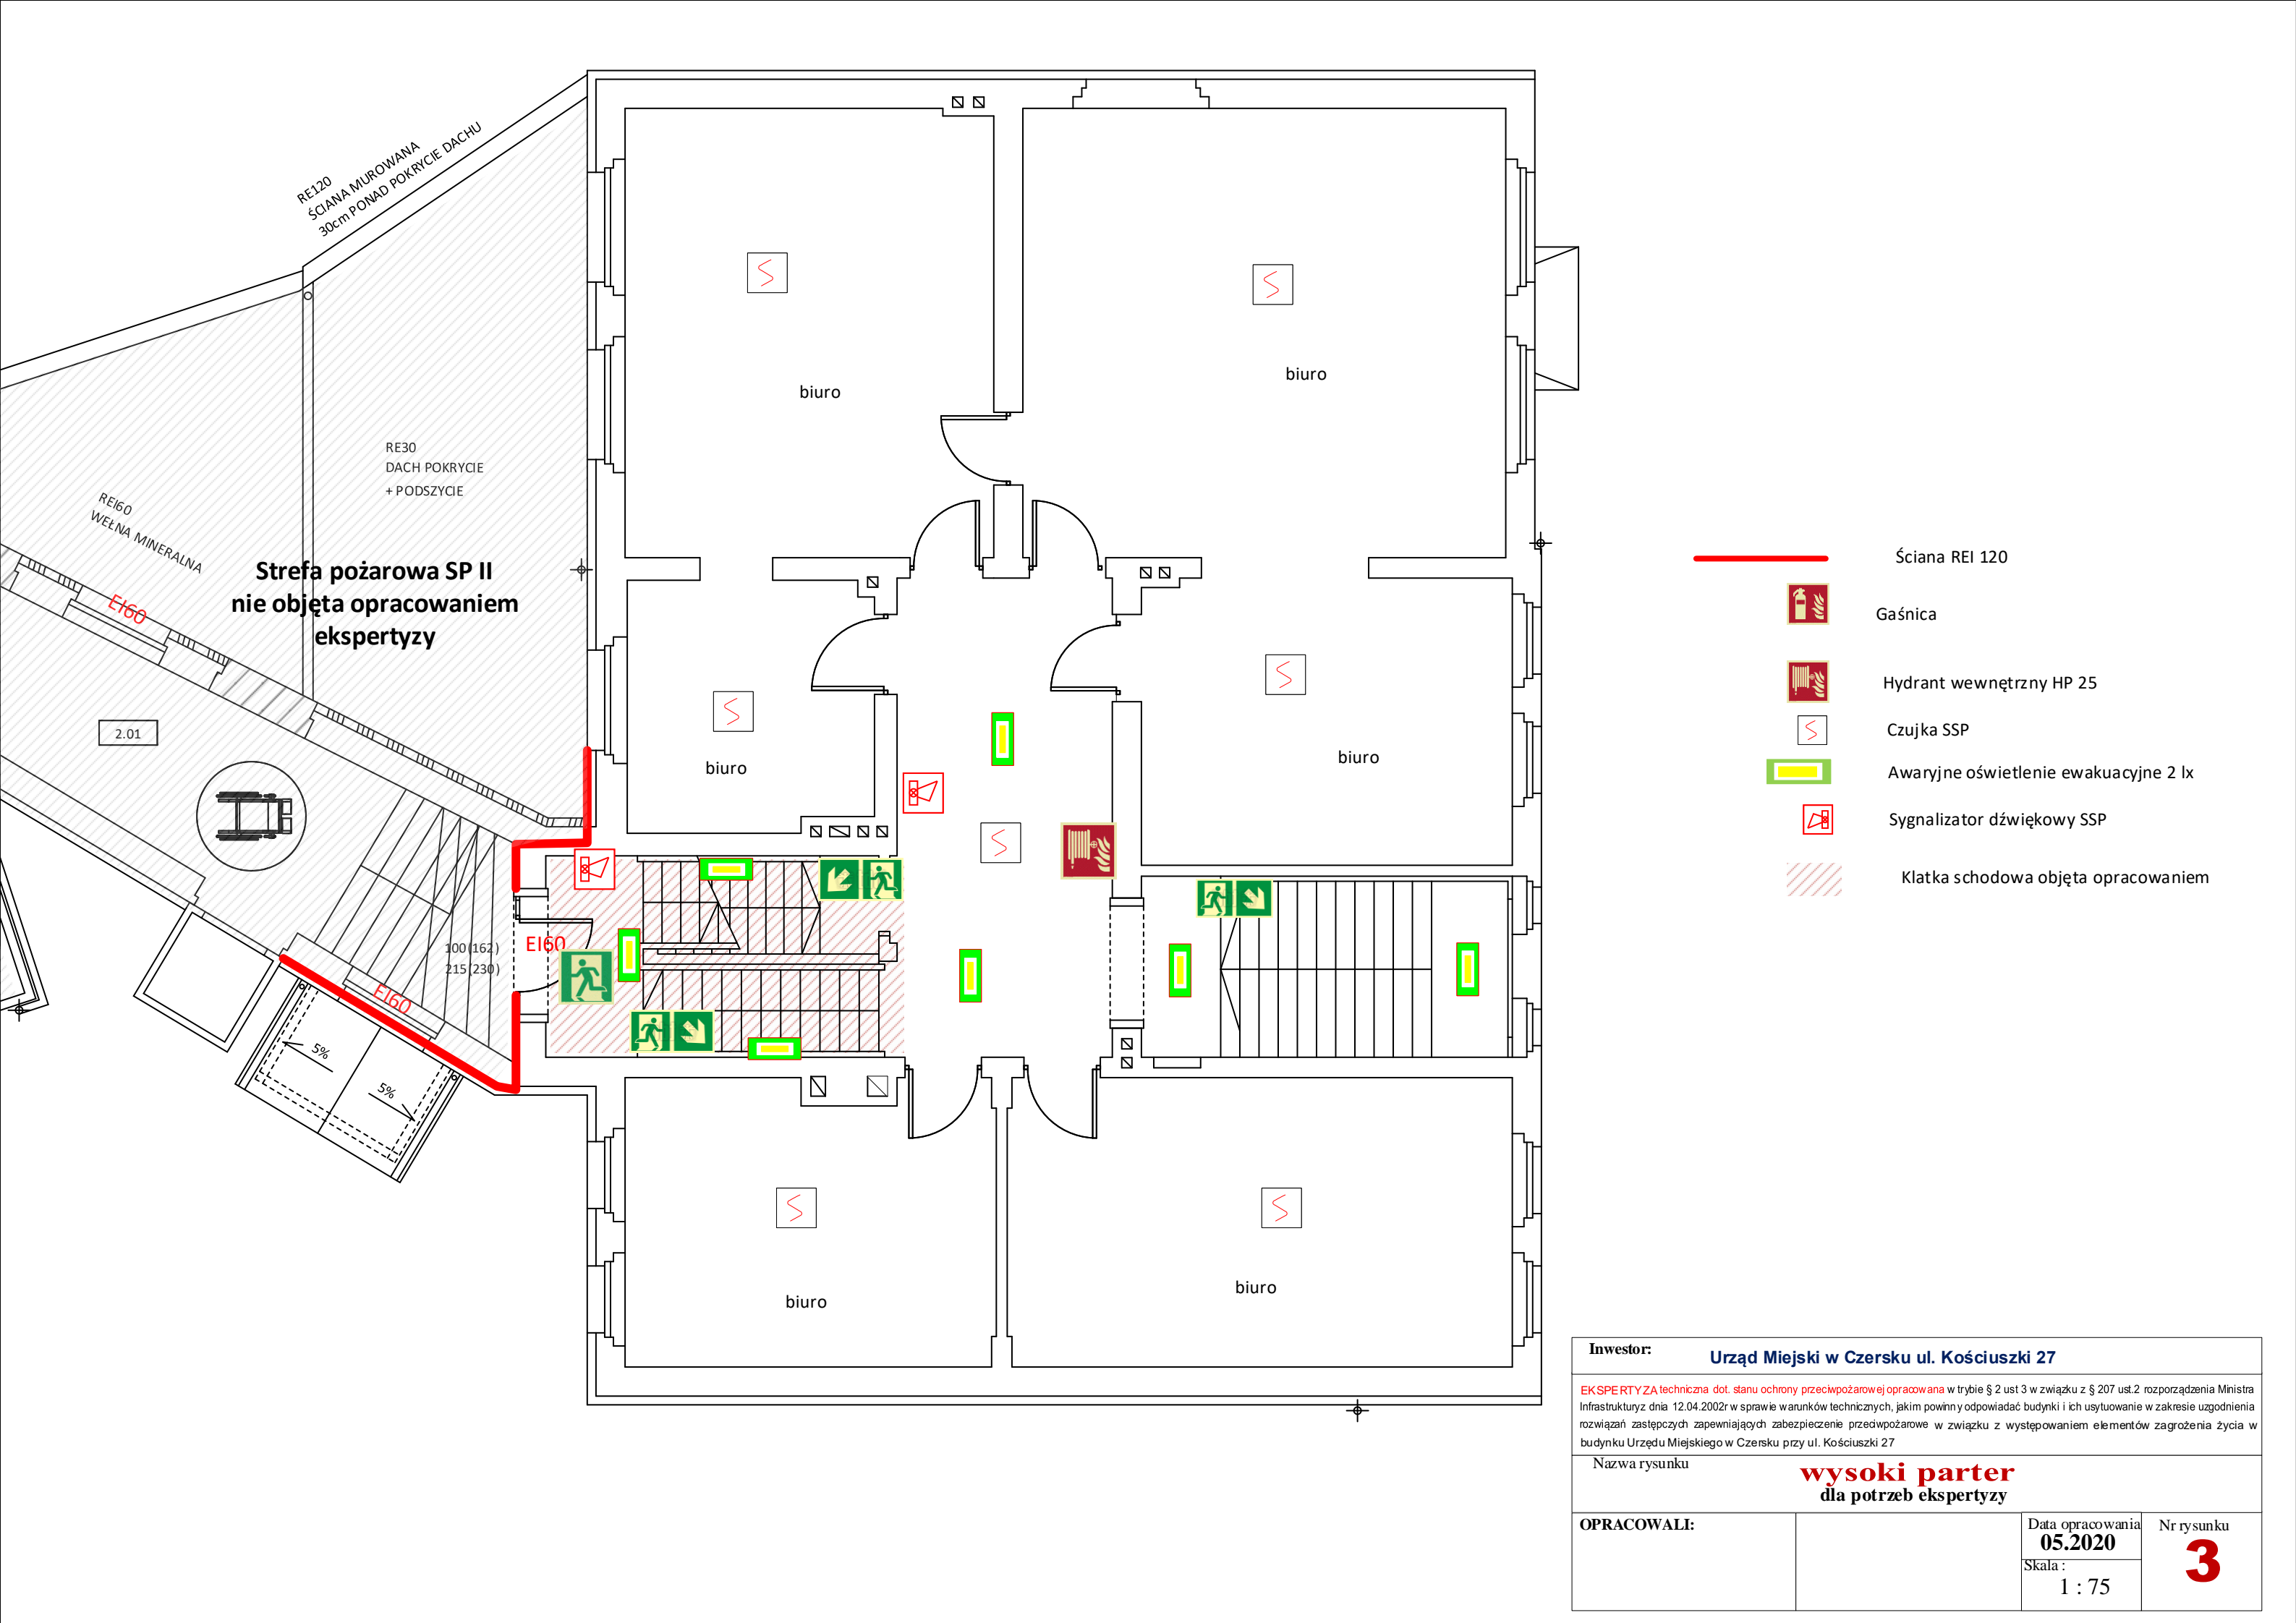 RE120
ŚCIANA MUROWANA
30cm PONAD POKRYCIE DACHU
biuro
biuro
RE30
DACH POKRYCIE
+ PODSZYCIE
REI60
WEŁNA MINERALNA
EI60
Strefa pożarowa SP II
nie objęta opracowaniem
ekspertyzy
2.01
biuro
biuro
100(162)
215(230)
EI60
EI60
5%
5%
biuro
biuro
Ściana REI 120
Gaśnica
Hydrant wewnętrzny HP 25
Czujka SSP
Awaryjne oświetlenie ewakuacyjne 2 lx
Sygnalizator dźwiękowy SSP
Klatka schodowa objęta opracowaniem
Inwestor:
Urząd Miejski w Czersku ul. Kościuszki 27
EKSPERTYZA techniczna dot. stanu ochrony przeciwpożarowej opracowana w trybie § 2 ust 3 w związku z § 207 ust.2 rozporządzenia Ministra
Infrastrukturyz dnia 12.04.2002r w sprawie warunków technicznych, jakim powinny odpowiadać budynki i ich usytuowanie w zakresie uzgodnienia
rozwiązań zastępczych zapewniających zabezpieczenie przeciwpożarowe w związku z występowaniem elementów zagrożenia życia w
budynku Urzędu Miejskiego w Czersku przy ul. Kościuszki 27
Nazwa rysunku
wysoki parter
dla potrzeb ekspertyzy
OPRACOWALI:
Data opracowania
05.2020
Skala :
1 : 75
Nr rysunku
3